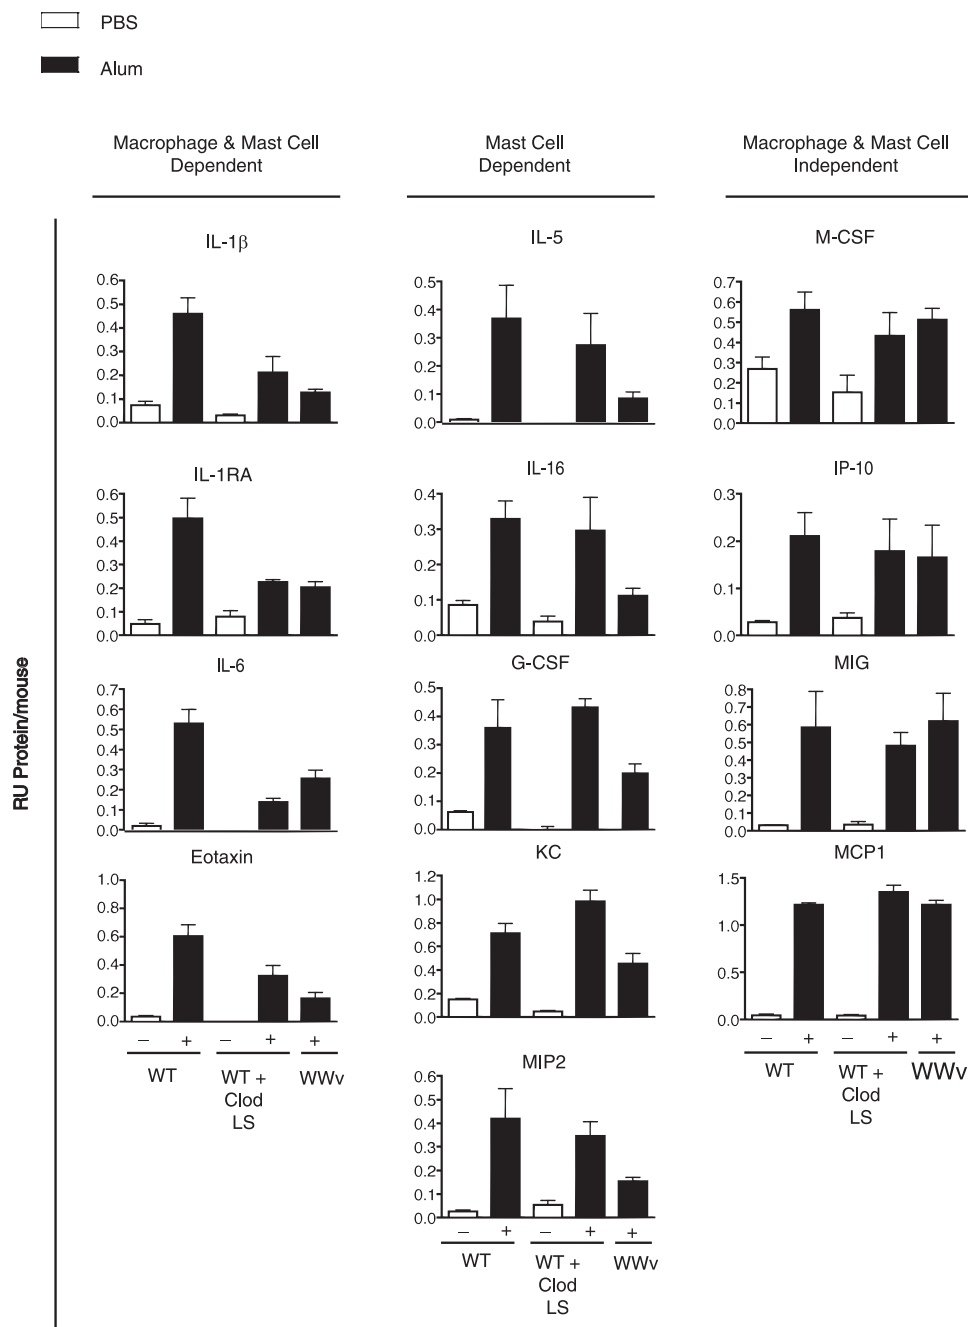 PBS
Alum
Macrophage & Mast Cell
Dependent
Mast Cell
Dependent
Macrophage & Mast Cell
Independent
RU Protein/mouse
IL-1β
0.6
0.5
0.4
0.3
0.2
0.1
0.0
IL-1RA
0.6
0.5
0.4
0.3
0.2
0.1
0.0
IL-6
0.7
0.6
0.5
0.4
0.3
0.2
0.1
0.0
Eotaxin
1.0
0.8
0.6
0.4
0.2
0.0
– + – + +
WT
WT +
Clod
LS
WWv
IL-5
0.5
0.4
0.3
0.2
0.1
0.0
IL-16
0.4
0.3
0.2
0.1
0.0
G-CSF
0.5
0.4
0.3
0.2
0.1
0.0
KC
1.2
1.0
0.8
0.6
0.4
0.2
0.0
MIP2
0.6
0.5
0.4
0.3
0.2
0.1
0.0
– + – + +
WT
WT +
Clod
LS
WWv
M-CSF
0.7
0.6
0.5
0.4
0.3
0.2
0.1
0.0
IP-10
0.3
0.2
0.1
0.0
MIG
0.8
0.7
0.6
0.5
0.4
0.3
0.2
0.1
0.0
MCP1
1.5
1.0
0.5
0.0
– + – + +
WT
WT +
Clod
LS
WWv